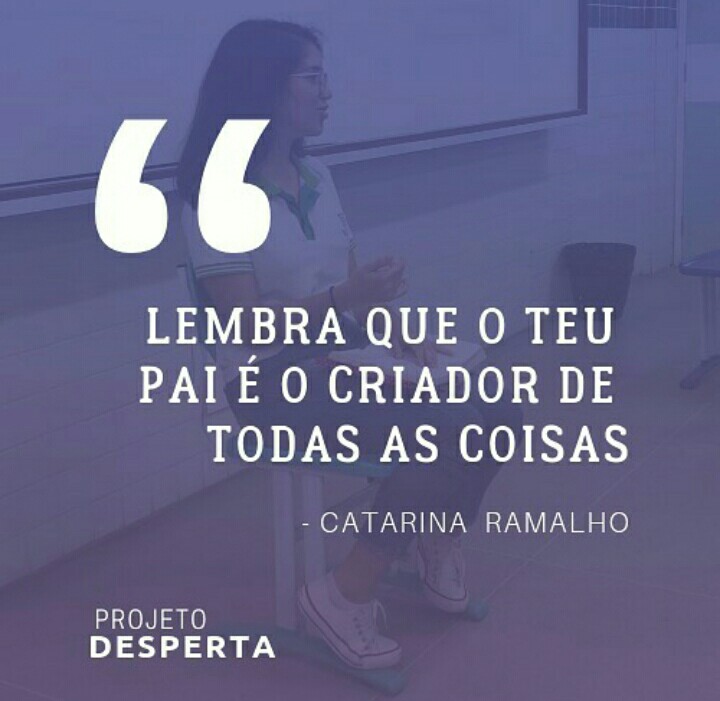 “
LEMBRA QUE O TEU
PAI É O CRIADOR DE
TODAS AS COISAS
- CATARINA RAMALHO
PROJETO
DESPERTA